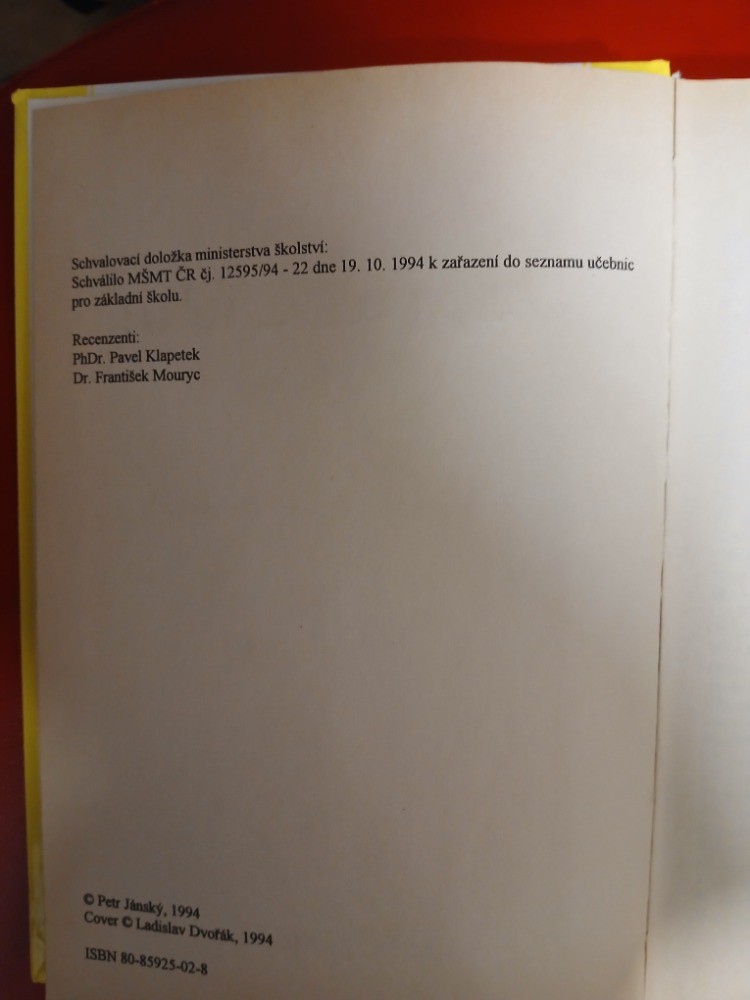 Schvalovací doložka ministerstva školství:
Schválilo MŠMT ČR čj. 12595/94 - 22 dne 19. 10. 1994 k zařazení do seznamu učebnic
pro základní školu.
Recenzenti:
PhDr. Pavel Klapetek
Dr. František Mouryc
© Petr Jánský, 1994
Cover © Ladislav Dvořák, 1994
ISBN 80-85925-02-8